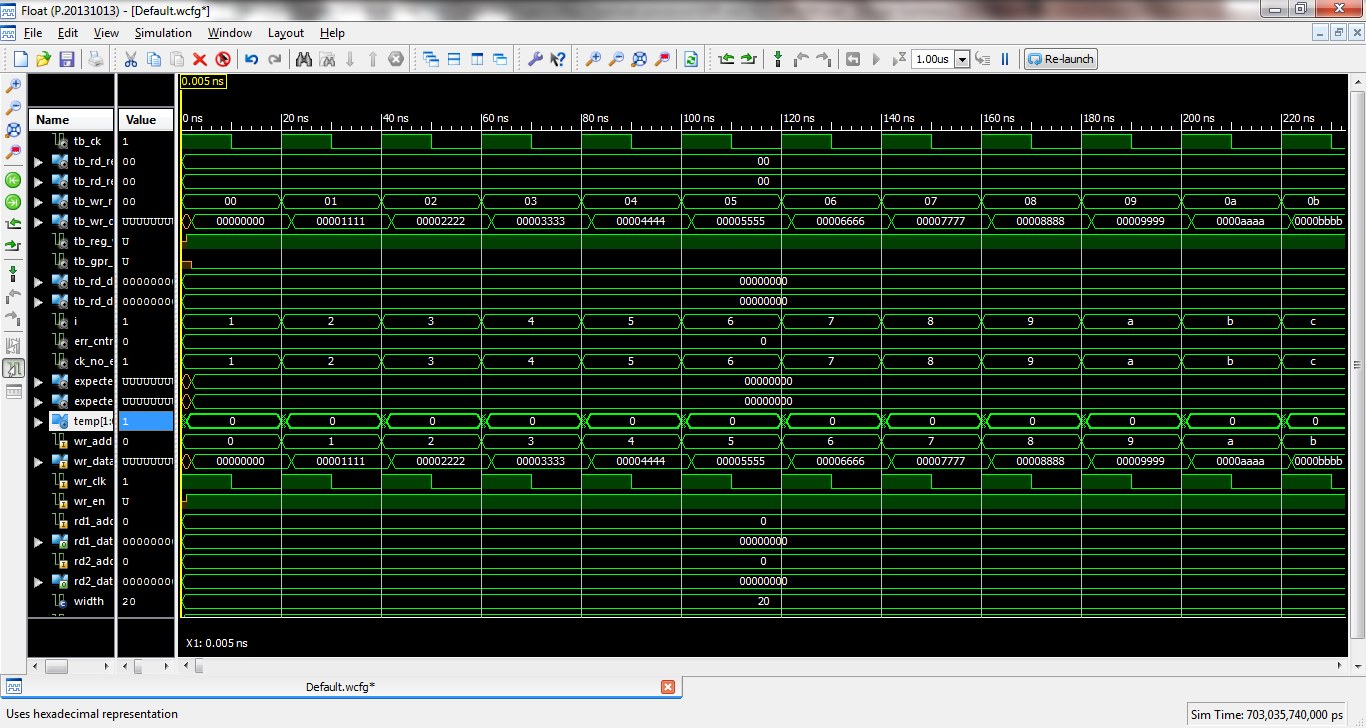 Float (P.20131013) - [Default.wcfg*]
File Edit View Simulation Window Layout Help
1.00us Re-launch
0.005 ns
Name Value
0 ns 20 ns 40 ns 60 ns 80 ns 100 ns 120 ns 140 ns 160 ns 180 ns 200 ns 220 ns
tb_ck 1
tb_rd_re 00 00
tb_rd_re 00 00
tb_wr_r 00 00 01 02 03 04 05 06 07 08 09 0a 0b
tb_wr_c UUUUUUUU 00000000 00001111 00002222 00003333 00004444 00005555 00006666 00007777 00008888 00009999 0000aaaa 0000bbbb
tb_reg_ U
tb_gpr_ U
tb_rd_d 00000000 00000000
tb_rd_d 00000000 00000000
i 1 1 2 3 4 5 6 7 8 9 a b c
err_cntr 0 0
ck_no_e 1 1 2 3 4 5 6 7 8 9 a b c
expecte UUUUUUUU 00000000
expecte UUUUUUUU 00000000
temp[1: 1 0 0 0 0 0 0 0 0 0 0 0 0
wr_add 0 0 1 2 3 4 5 6 7 8 9 a b
wr_data UUUUUUUU 00000000 00001111 00002222 00003333 00004444 00005555 00006666 00007777 00008888 00009999 0000aaaa 0000bbbb
wr_clk 1
wr_en U
rd1_add 0 0
rd1_dat 00000000 00000000
rd2_add 0 0
rd2_dat 00000000 00000000
width 20 20
X1: 0.005 ns
Default.wcfg*
Uses hexadecimal representation
Sim Time: 703,035,740,000 ps